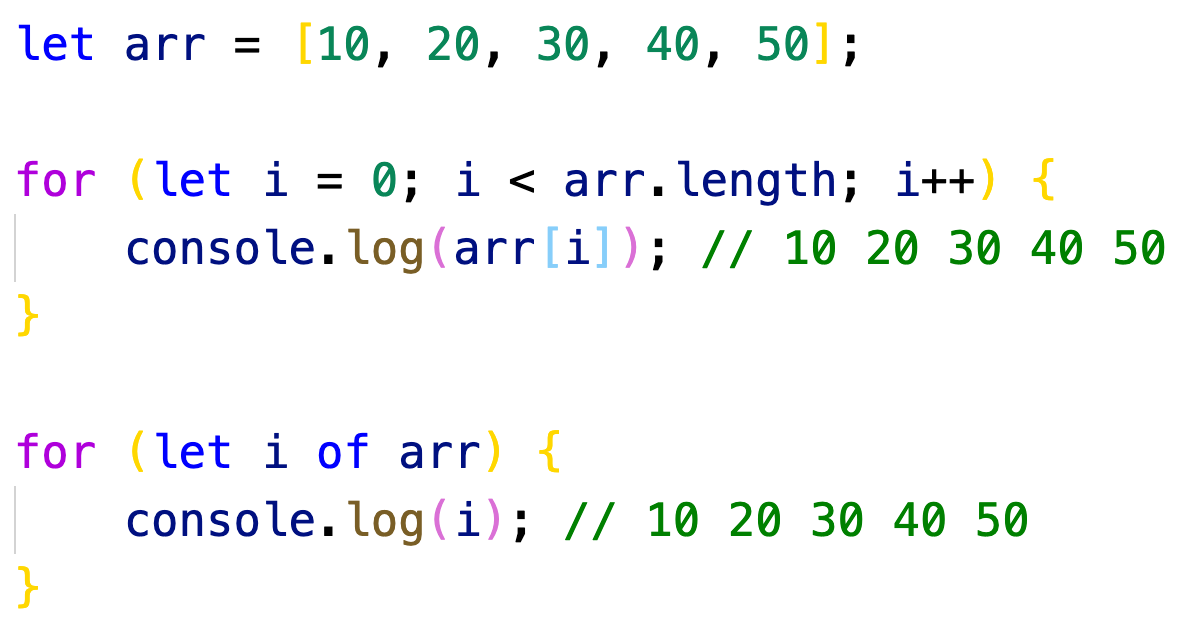 let arr = [10, 20, 30, 40, 50];
for (let i = 0; i < arr.length; i++) {
    console.log(arr[i]); // 10 20 30 40 50
}
for (let i of arr) {
    console.log(i); // 10 20 30 40 50
}